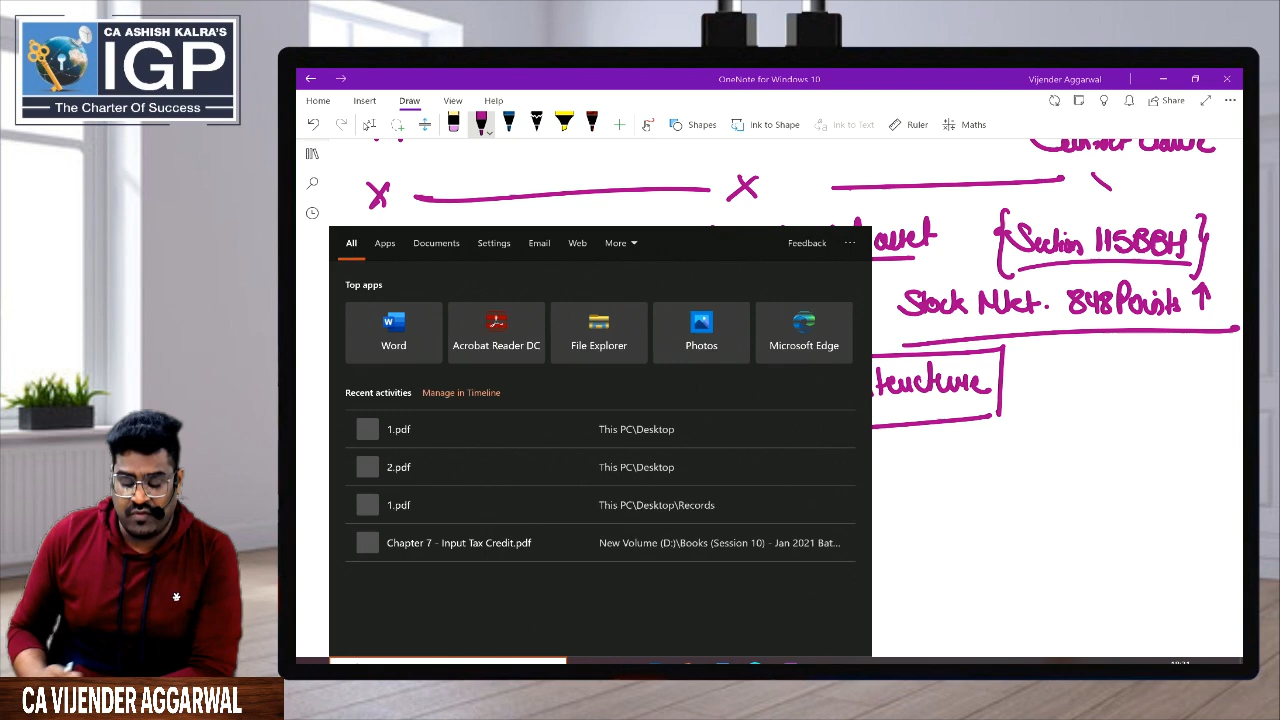 CA ASHISH KALRA'S
IGP
The Charter Of Success
OneNote for Windows 10
Vijender Aggarwal
Home Insert Draw View Help
Share
Shapes Ink to Shape Ink to Text Ruler Maths
{Section 115BBH}
Stock Mket. 848 Points ↑
All Apps Documents Settings Email Web More
Feedback
Top apps
Word Acrobat Reader DC File Explorer Photos Microsoft Edge
Recent activities Manage in Timeline
1.pdf This PC\Desktop
2.pdf This PC\Desktop
1.pdf This PC\Desktop\Records
Chapter 7 - Input Tax Credit.pdf New Volume (D:)\Books (Session 10) - Jan 2021 Bat...
tructure
CA VIJENDER AGGARWAL